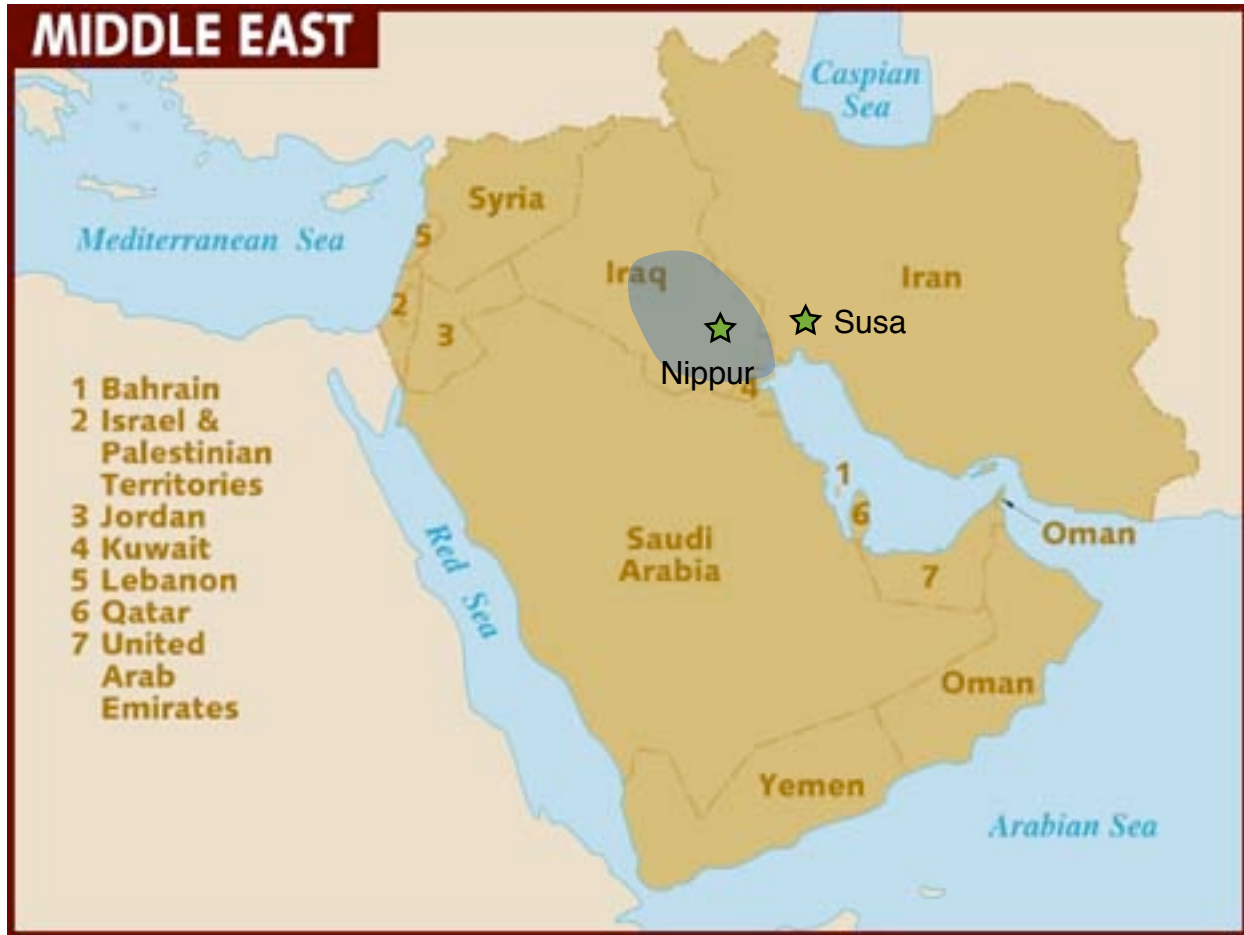 MIDDLE EAST
Caspian
Sea
Syria
5
Mediterranean Sea
Iraq
Iran
2
3
Susa
Nippur
4
1 Bahrain
2 Israel &
Palestinian
Territories
3 Jordan
4 Kuwait
5 Lebanon
6 Qatar
7 United
Arab
Emirates
1
6
Oman
Red Sea
Saudi
Arabia
7
Oman
Yemen
Arabian Sea